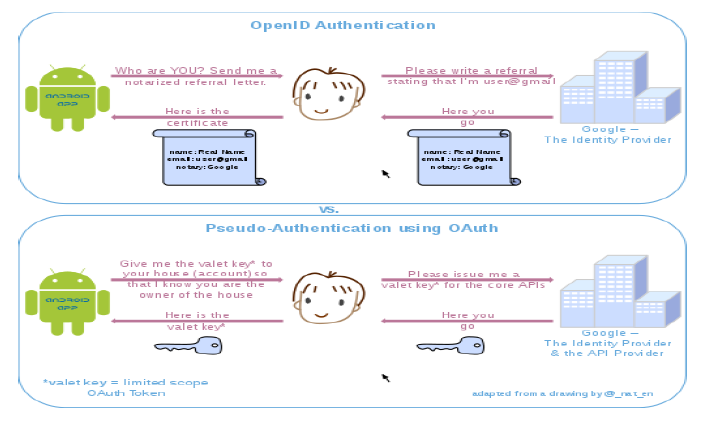 OpenID Authentication
Who are YOU? Send me a
notarized referral letter.
Please write a referral
stating that I'm user@gmail
ANDROID
APP
Here is the
certificate
Here you
go
name: Real Name
email: user@gmail
notary: Google
name: Real Name
email: user@gmail
notary: Google
Google –
The Identity Provider
vs.
Pseudo-Authentication using OAuth
Give me the valet key* to
your house (account) so
that I know you are the
owner of the house
Please issue me a
valet key* for the core APIs
ANDROID
APP
Here is the
valet key*
Here you
go
Google –
The Identity Provider
& the API Provider
*valet key = limited scope
OAuth Token
adapted from a drawing by @_nat_en